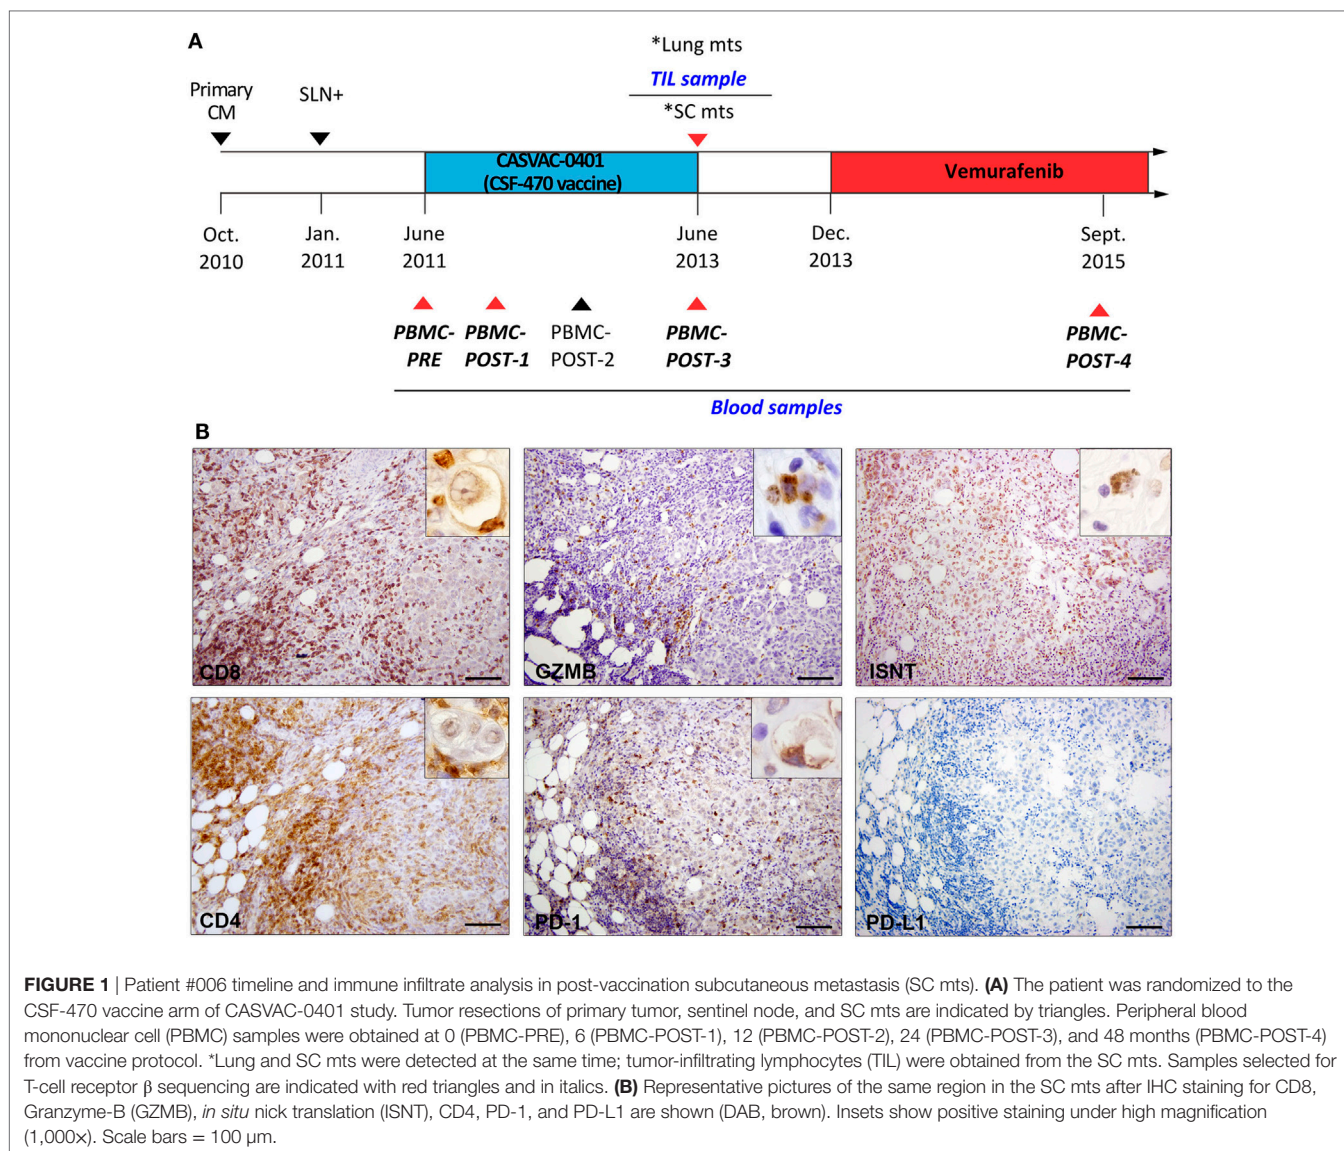 A
*Lung mts
TIL sample
*SC mts
Primary
CM
SLN+
CASVAC-0401
(CSF-470 vaccine)
Vemurafenib
Oct.
2010
Jan.
2011
June
2011
June
2013
Dec.
2013
Sept.
2015
PBMC-
PRE
PBMC-
POST-1
PBMC-
POST-2
PBMC-
POST-3
PBMC-
POST-4
Blood samples
B
CD8
GZMB
ISNT
CD4
PD-1
PD-L1
FIGURE 1 | Patient #006 timeline and immune infiltrate analysis in post-vaccination subcutaneous metastasis (SC mts). (A) The patient was randomized to the
CSF-470 vaccine arm of CASVAC-0401 study. Tumor resections of primary tumor, sentinel node, and SC mts are indicated by triangles. Peripheral blood
mononuclear cell (PBMC) samples were obtained at 0 (PBMC-PRE), 6 (PBMC-POST-1), 12 (PBMC-POST-2), 24 (PBMC-POST-3), and 48 months (PBMC-POST-4)
from vaccine protocol. *Lung and SC mts were detected at the same time; tumor-infiltrating lymphocytes (TIL) were obtained from the SC mts. Samples selected for
T-cell receptor β sequencing are indicated with red triangles and in italics. (B) Representative pictures of the same region in the SC mts after IHC staining for CD8,
Granzyme-B (GZMB), in situ nick translation (ISNT), CD4, PD-1, and PD-L1 are shown (DAB, brown). Insets show positive staining under high magnification
(1,000×). Scale bars = 100 μm.